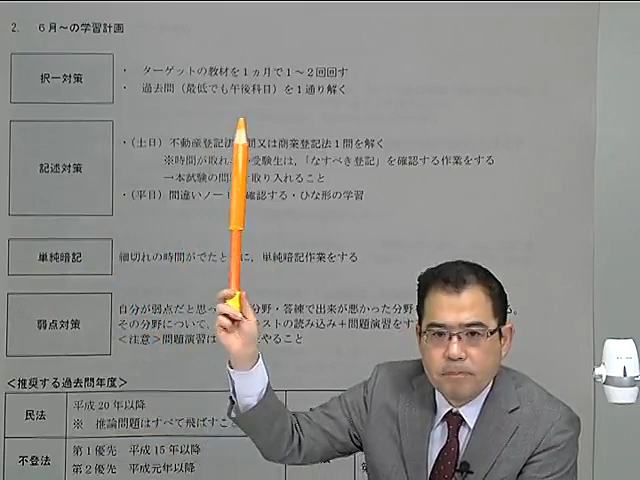 2. 6月〜の学習計画
択一対策
・ ターゲットの教材を1ヵ月で1〜2回回す
・ 過去問（最低でも午後科目）を1通り解く
記述対策
・（土日）不動産登記法 問又は商業登記法1問を解く
※時間が取れ 受験生は,「なすべき登記」を確認する作業をする
→本試験の問 取り入れること
・（平日）間違いノー 確認する・ひな形の学習
単純暗記
細切れの時間がでたと に, 単純暗記作業をする
弱点対策
自分が弱点だと思っ 分野・答練で出来が悪かった分野 る。
その分野について, ストの読み込み＋問題演習をす
＜注意＞問題演習は やること
＜推奨する過去問年度＞
民法
平成20年以降
※ 推論問題はすべて飛ばすこ
不登法
第1優先 平成15年以降
第2優先 平成元年以降